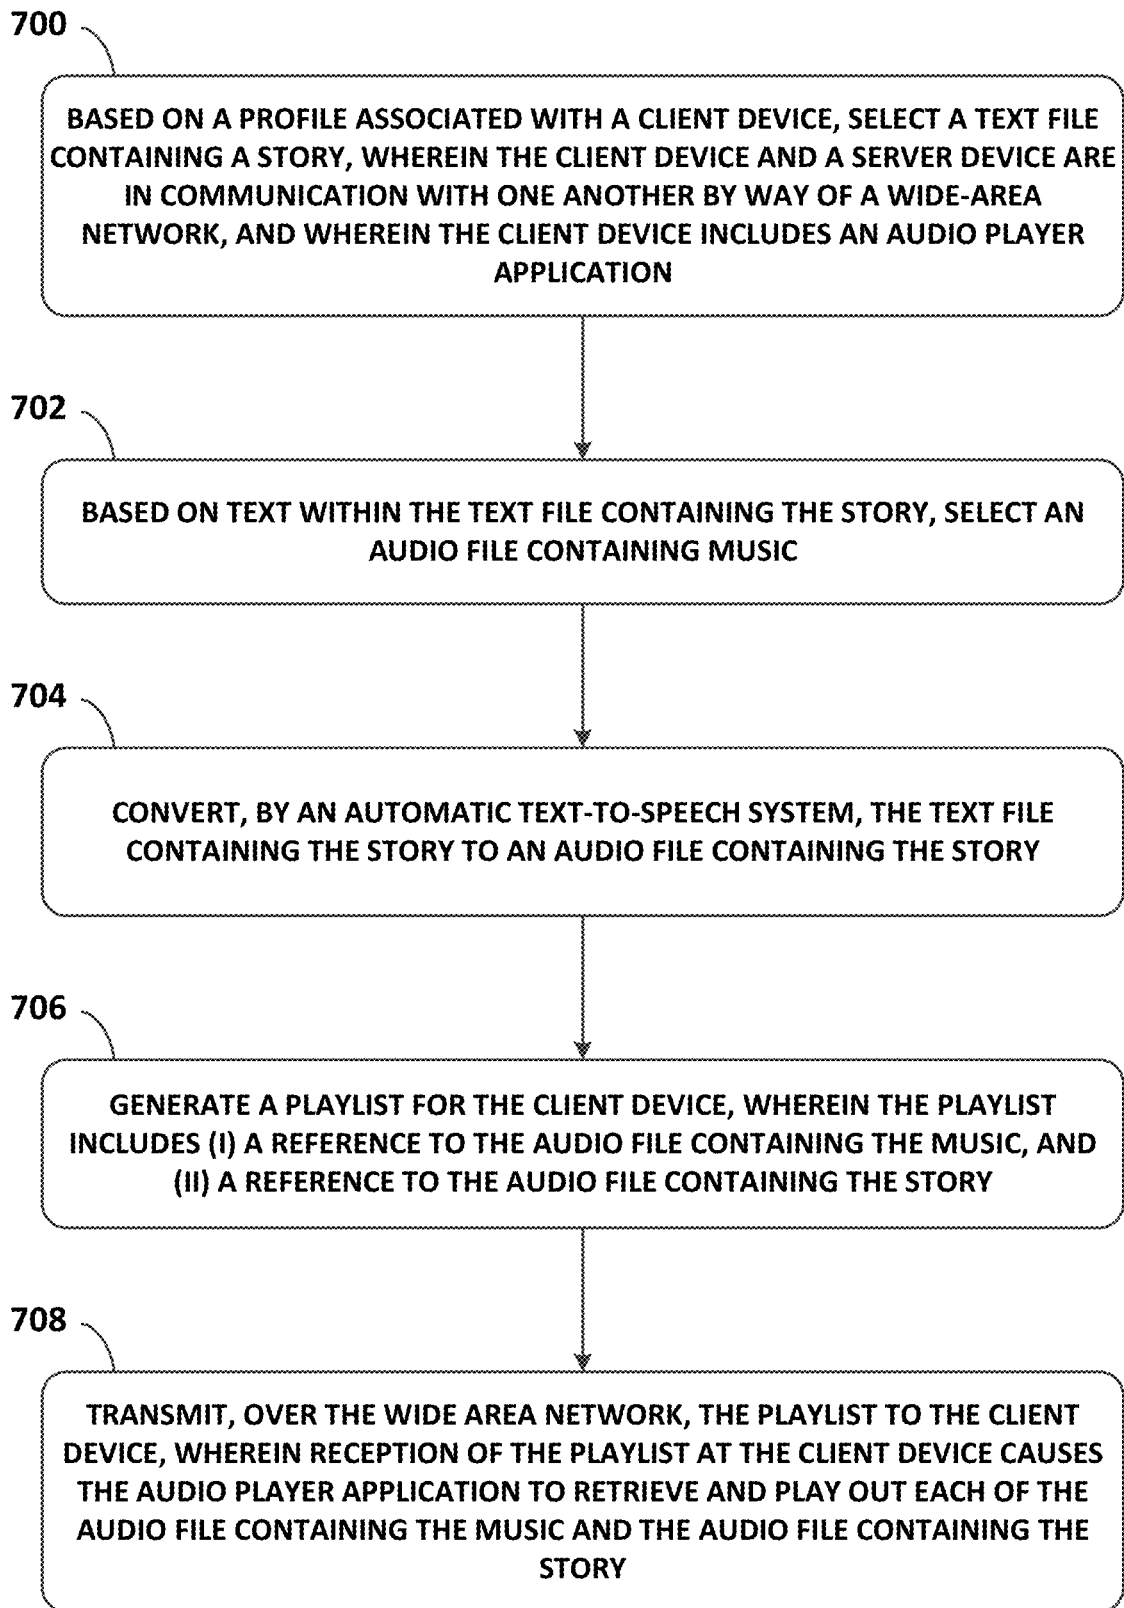 700
BASED ON A PROFILE ASSOCIATED WITH A CLIENT DEVICE, SELECT A TEXT FILE
CONTAINING A STORY, WHEREIN THE CLIENT DEVICE AND A SERVER DEVICE ARE
IN COMMUNICATION WITH ONE ANOTHER BY WAY OF A WIDE-AREA
NETWORK, AND WHEREIN THE CLIENT DEVICE INCLUDES AN AUDIO PLAYER
APPLICATION
702
BASED ON TEXT WITHIN THE TEXT FILE CONTAINING THE STORY, SELECT AN
AUDIO FILE CONTAINING MUSIC
704
CONVERT, BY AN AUTOMATIC TEXT-TO-SPEECH SYSTEM, THE TEXT FILE
CONTAINING THE STORY TO AN AUDIO FILE CONTAINING THE STORY
706
GENERATE A PLAYLIST FOR THE CLIENT DEVICE, WHEREIN THE PLAYLIST
INCLUDES (I) A REFERENCE TO THE AUDIO FILE CONTAINING THE MUSIC, AND
(II) A REFERENCE TO THE AUDIO FILE CONTAINING THE STORY
708
TRANSMIT, OVER THE WIDE AREA NETWORK, THE PLAYLIST TO THE CLIENT
DEVICE, WHEREIN RECEPTION OF THE PLAYLIST AT THE CLIENT DEVICE CAUSES
THE AUDIO PLAYER APPLICATION TO RETRIEVE AND PLAY OUT EACH OF THE
AUDIO FILE CONTAINING THE MUSIC AND THE AUDIO FILE CONTAINING THE
STORY